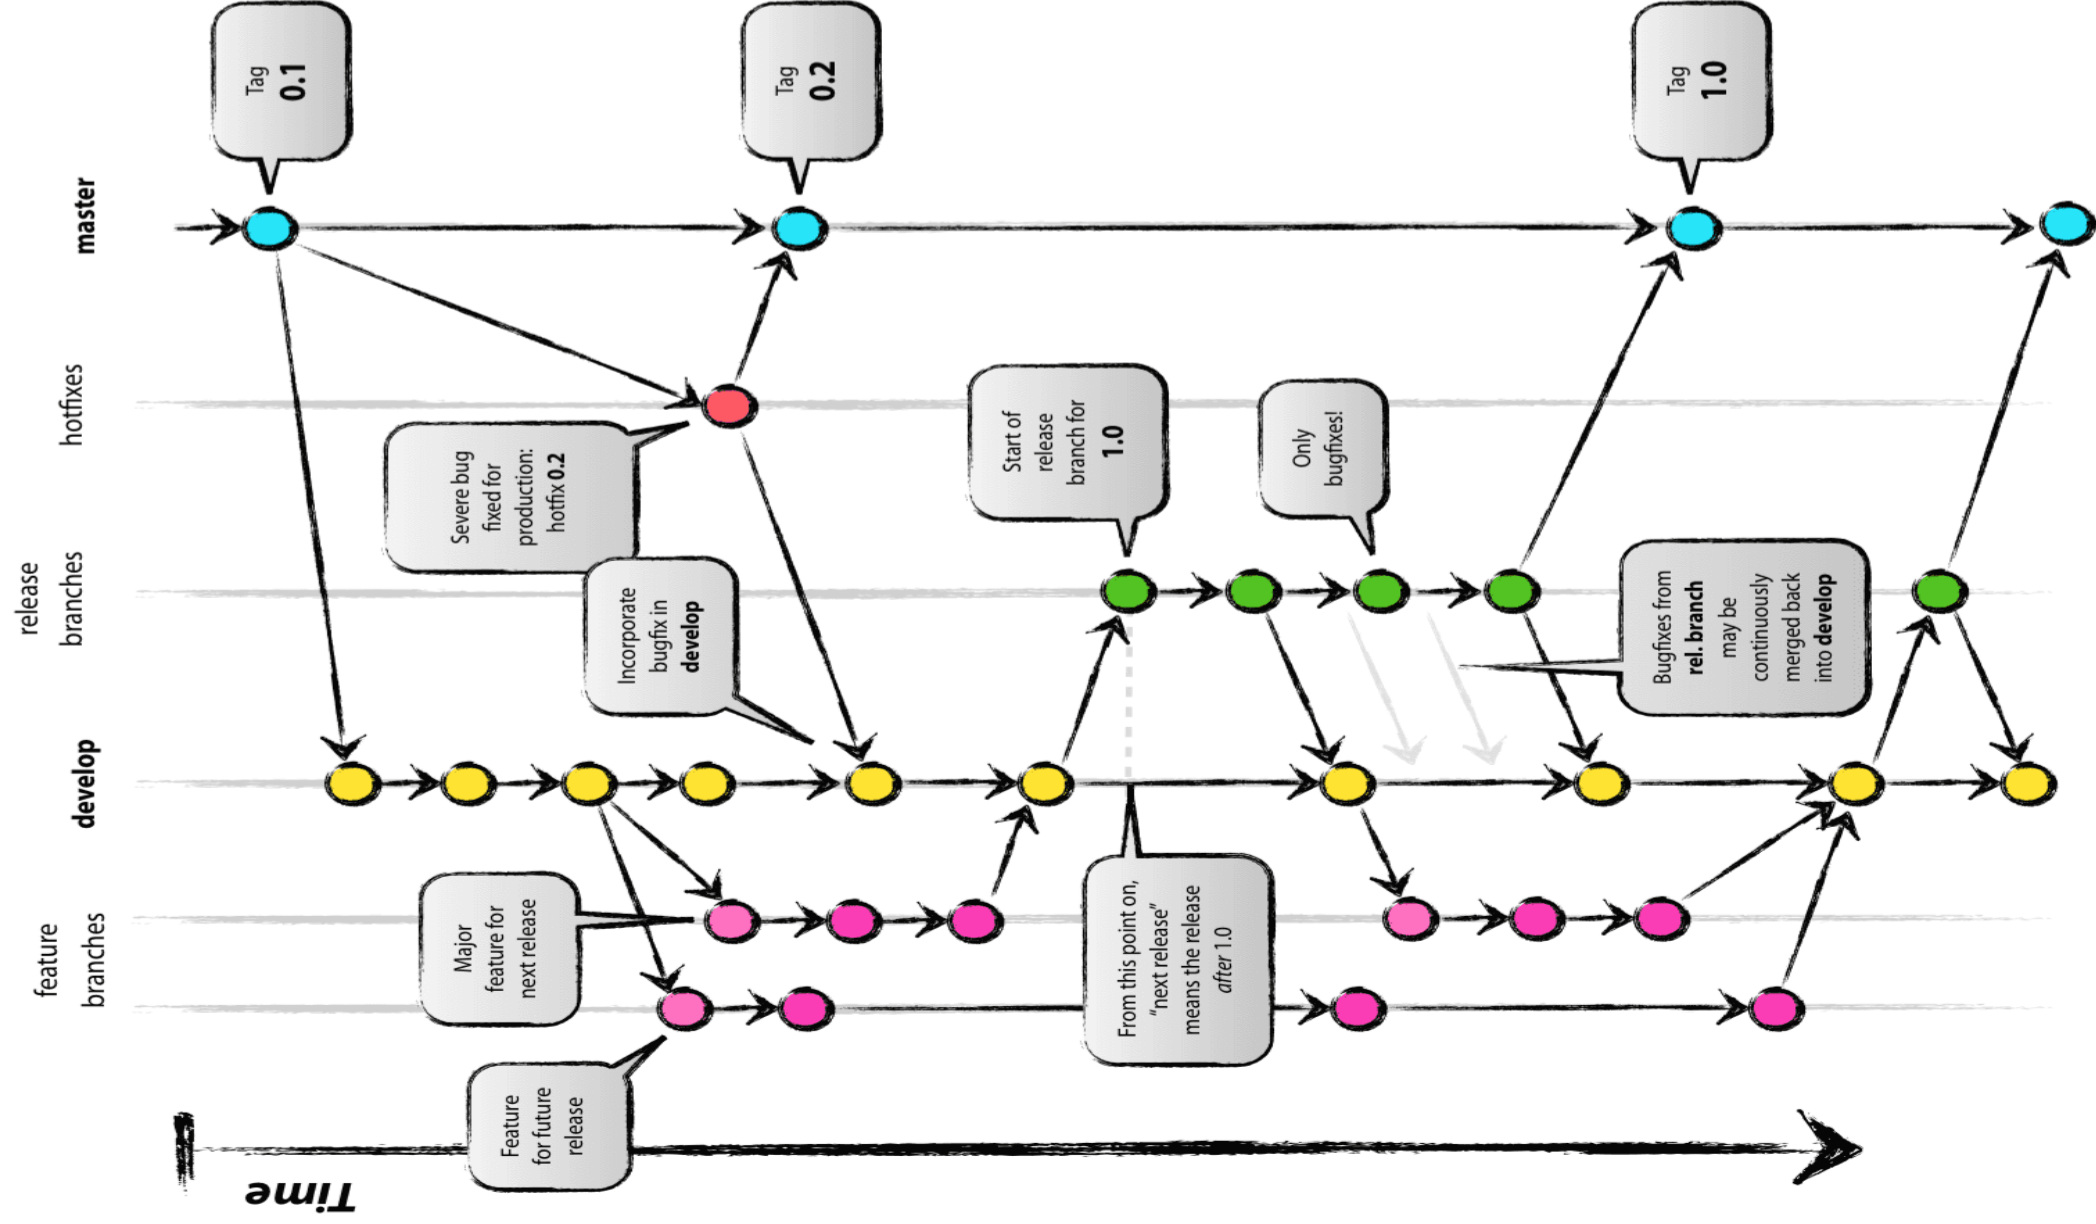 Time
feature
branches
develop
release
branches
hotfixes
master
Tag
0.1
Tag
0.2
Tag
1.0
Severe bug
fixed for
production:
hotfix 0.2
Incorporate
bugfix in
develop
Start of
release
branch for
1.0
Only
bugfixes!
Bugfixes from
rel. branch
may be
continuously
merged back
into develop
Major
feature for
next release
Feature
for future
release
From this point on,
“next release”
means the release
after 1.0